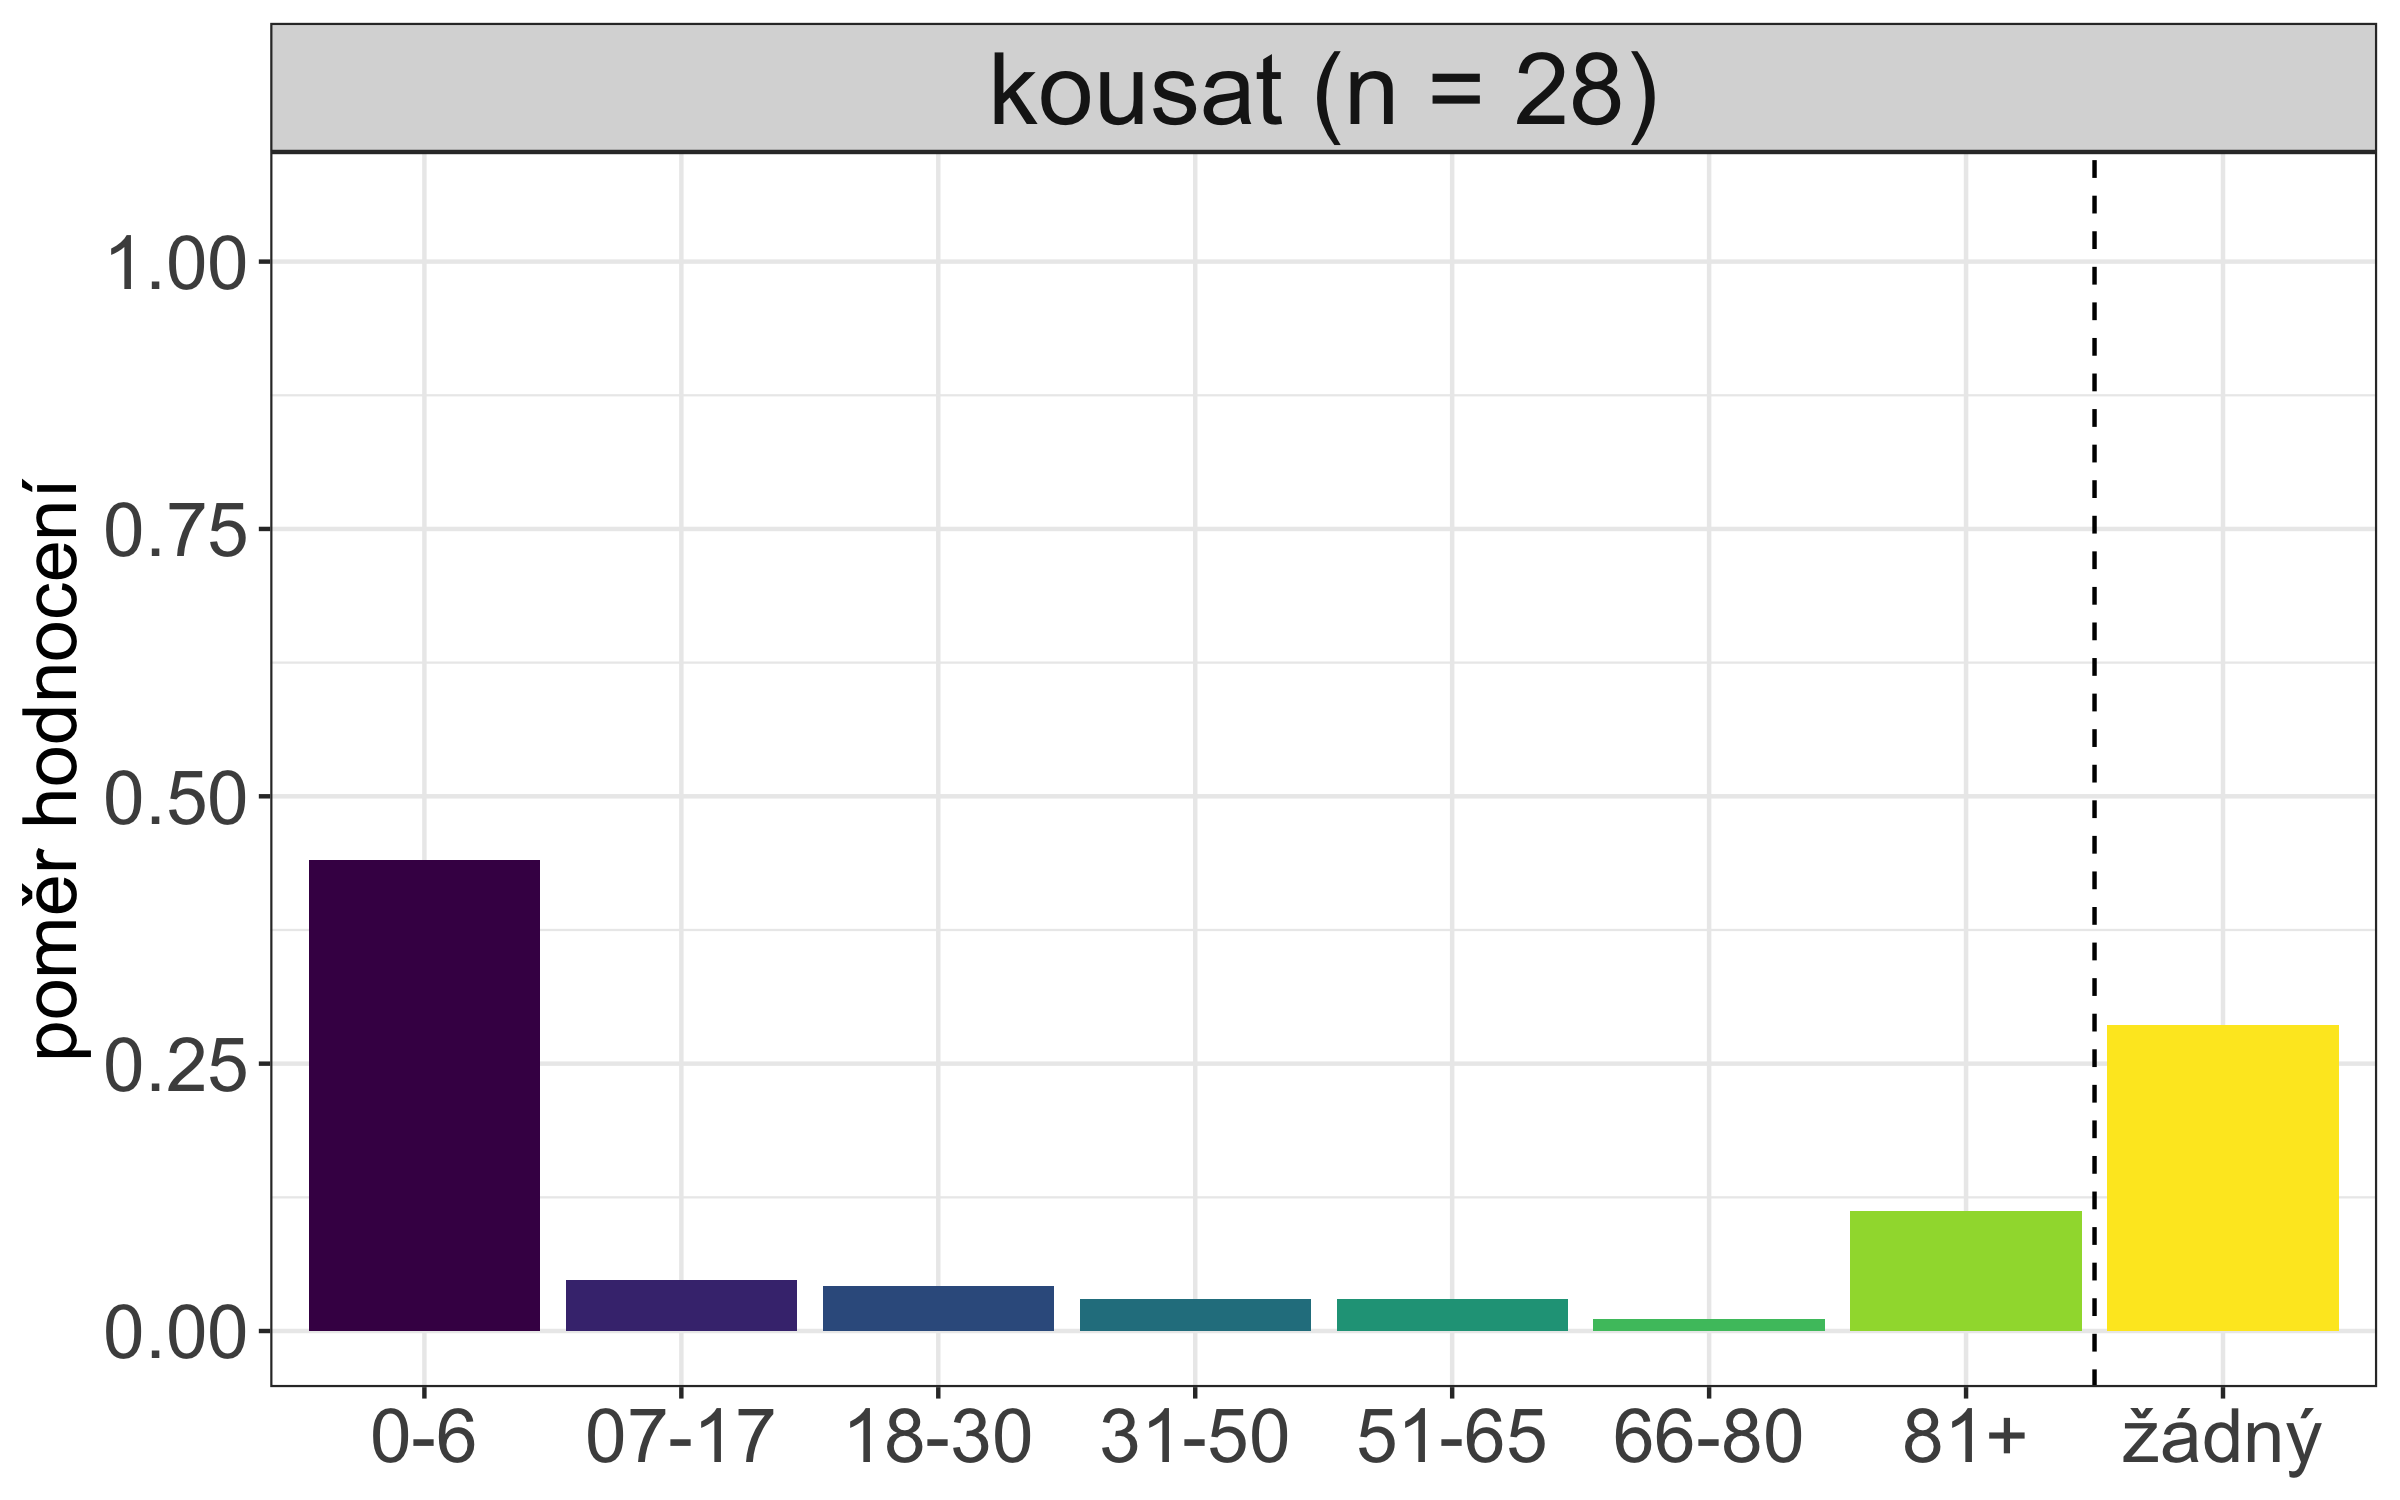 kousat (n = 28)
poměr hodnocení
1.00
0.75
0.50
0.25
0.00
0-6 07-17 18-30 31-50 51-65 66-80 81+ žádný